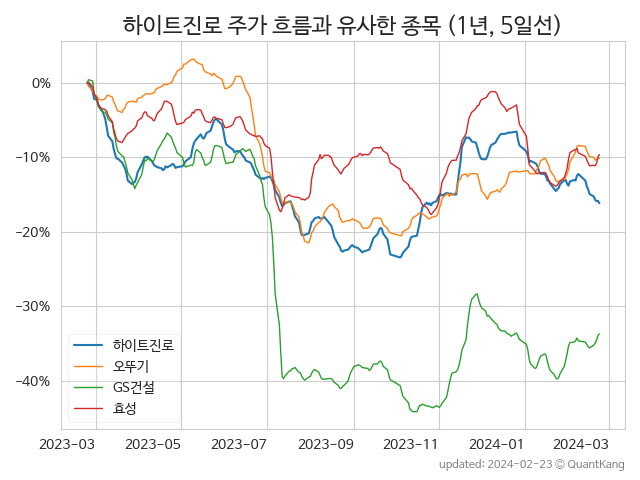 하이트진로 주가 흐름과 유사한 종목 (1년, 5일선)
0%
−10%
−20%
−30%
−40%
하이트진로
오뚜기
GS건설
효성
2023-03 2023-05 2023-07 2023-09 2023-11 2024-01 2024-03
updated: 2024-02-23 © QuantKang